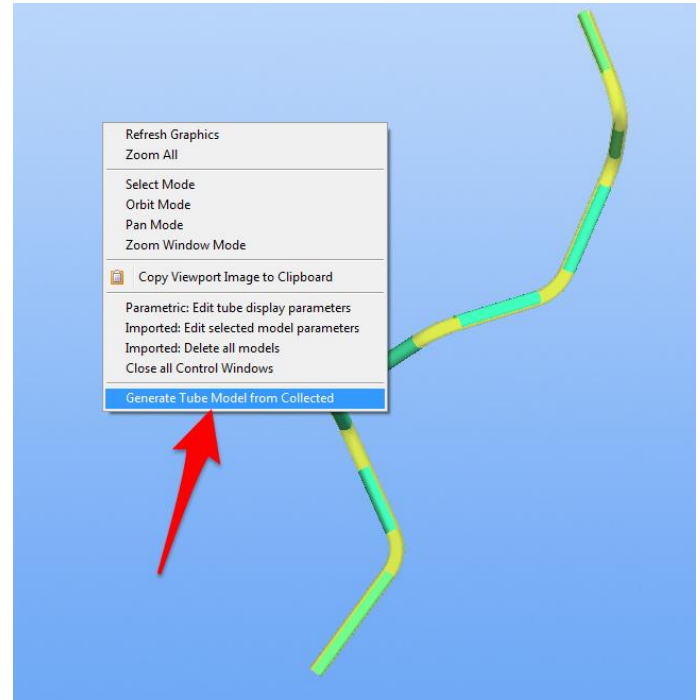 Refresh Graphics
Zoom All
Select Mode
Orbit Mode
Pan Mode
Zoom Window Mode
Copy Viewport Image to Clipboard
Parametric: Edit tube display parameters
Imported: Edit selected model parameters
Imported: Delete all models
Close all Control Windows
Generate Tube Model from Collected